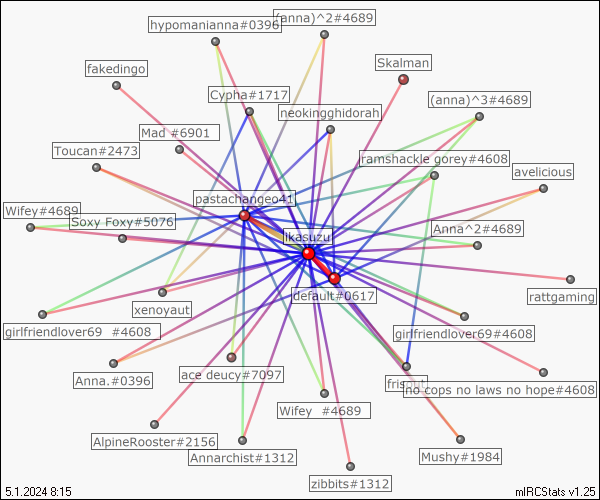 hypomanianna#0396
(anna)^2#4689
fakedingo
Skalman
Cypha#1717
neokingghidorah
(anna)^3#4689
Mad #6901
Toucan#2473
ramshackle gorey#4608
avelicious
pastachangeo41
Wifey#4689
Soxy Foxy#5076
Anna^2#4689
likasuzu
xenoyaut
default#0617
rattgaming
girlfriendlover69 #4608
girlfriendlover69#4608
Anna.#0396
ace deucy#7097
no cops no laws no hope#4608
Wifey #4689
AlpineRooster#2156
Annarchist#1312
Mushy#1984
zibbits#1312
5.1.2024 8:15
mIRCStats v1.25